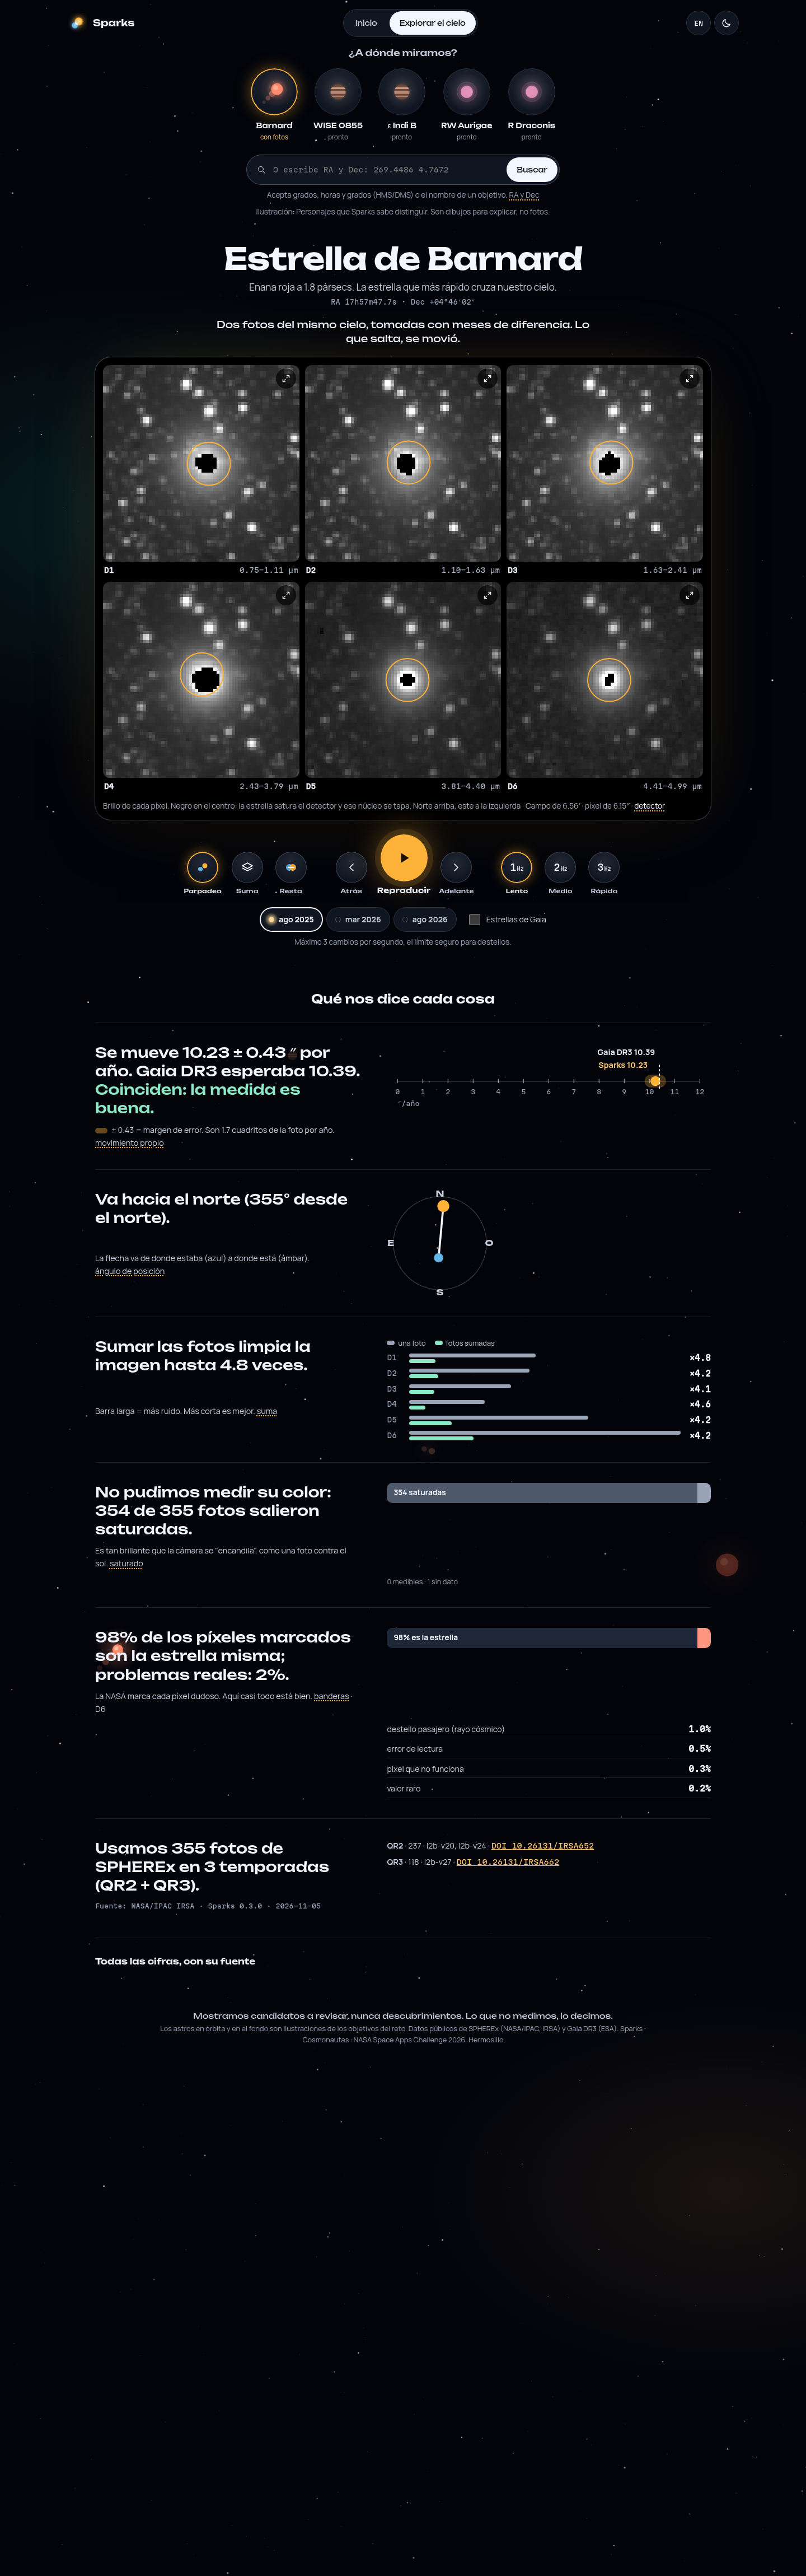 Sparks
Inicio
Explorar el cielo
EN
¿A dónde miramos?
Barnard
con fotos
WISE 0855
pronto
ε Indi B
pronto
RW Aurigae
pronto
R Draconis
pronto
O escribe RA y Dec: 269.4486 4.7672
Buscar
Acepta grados, horas y grados (HMS/DMS) o el nombre de un objetivo. RA y Dec
Ilustración: Personajes que Sparks sabe distinguir. Son dibujos para explicar, no fotos.
Estrella de Barnard
Enana roja a 1.8 pársecs. La estrella que más rápido cruza nuestro cielo.
RA 17h57m47.7s · Dec +04°46′02″
Dos fotos del mismo cielo, tomadas con meses de diferencia. Lo
que salta, se movió.
D1 0.75–1.11 µm
D2 1.10–1.63 µm
D3 1.63–2.41 µm
D4 2.43–3.79 µm
D5 3.81–4.40 µm
D6 4.41–4.99 µm
Brillo de cada píxel. Negro en el centro: la estrella satura el detector y ese núcleo se tapa. Norte arriba, este a la izquierda · Campo de 6.56′ · píxel de 6.15″ · detector
Parpadeo
Suma
Resta
Atrás
Reproducir
Adelante
1Hz
Lento
2Hz
Medio
3Hz
Rápido
ago 2025
mar 2026
ago 2026
Estrellas de Gaia
Máximo 3 cambios por segundo, el límite seguro para destellos.
Qué nos dice cada cosa
Se mueve 10.23 ± 0.43 ″ por
año. Gaia DR3 esperaba 10.39.
Coinciden: la medida es
buena.
± 0.43 = margen de error. Son 1.7 cuadritos de la foto por año.
movimiento propio
Gaia DR3 10.39
Sparks 10.23
0 1 2 3 4 5 6 7 8 9 10 11 12
″/año
Va hacia el norte (355° desde
el norte).
La flecha va de donde estaba (azul) a donde está (ámbar).
ángulo de posición
N
E
O
S
Sumar las fotos limpia la
imagen hasta 4.8 veces.
Barra larga = más ruido. Más corta es mejor. suma
una foto
fotos sumadas
D1 ×4.8
D2 ×4.2
D3 ×4.1
D4 ×4.6
D5 ×4.2
D6 ×4.2
No pudimos medir su color:
354 de 355 fotos salieron
saturadas.
Es tan brillante que la cámara se "encandila", como una foto contra el
sol. saturado
354 saturadas
0 medibles · 1 sin dato
98% de los píxeles marcados
son la estrella misma;
problemas reales: 2%.
La NASA marca cada píxel dudoso. Aquí casi todo está bien. banderas ·
D6
98% es la estrella
destello pasajero (rayo cósmico) 1.0%
error de lectura 0.5%
píxel que no funciona 0.3%
valor raro 0.2%
Usamos 355 fotos de
SPHEREx en 3 temporadas
(QR2 + QR3).
Fuente: NASA/IPAC IRSA · Sparks 0.3.0 · 2026-11-05
QR2 · 237 · l2b-v20, l2b-v24 · DOI 10.26131/IRSA652
QR3 · 118 · l2b-v27 · DOI 10.26131/IRSA662
Todas las cifras, con su fuente
Mostramos candidatos a revisar, nunca descubrimientos. Lo que no medimos, lo decimos.
Los astros en órbita y en el fondo son ilustraciones de los objetivos del reto. Datos públicos de SPHEREx (NASA/IPAC, IRSA) y Gaia DR3 (ESA). Sparks ·
Cosmonautas · NASA Space Apps Challenge 2026, Hermosillo